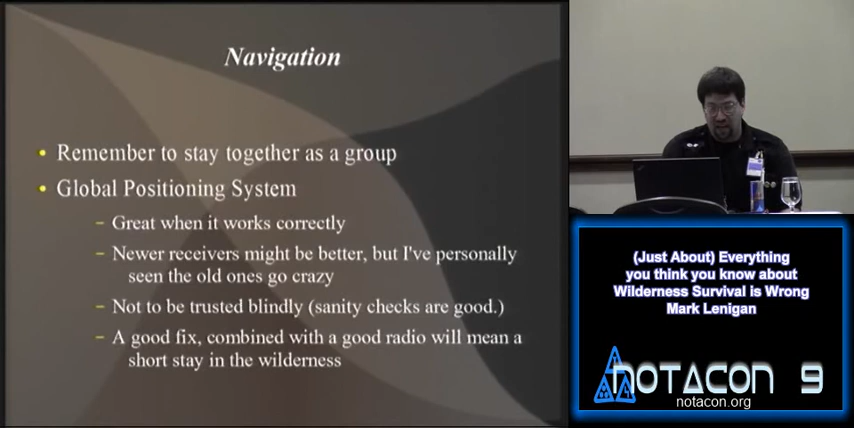 Navigation
Remember to stay together as a group
Global Positioning System
Great when it works correctly
Newer receivers might be better, but I've personally
seen the old ones go crazy
Not to be trusted blindly (sanity checks are good.)
A good fix, combined with a good radio will mean a
short stay in the wilderness
(Just About) Everything
you think you know about
Wilderness Survival is Wrong
Mark Lenigan
NOTACON 9
notacon.org